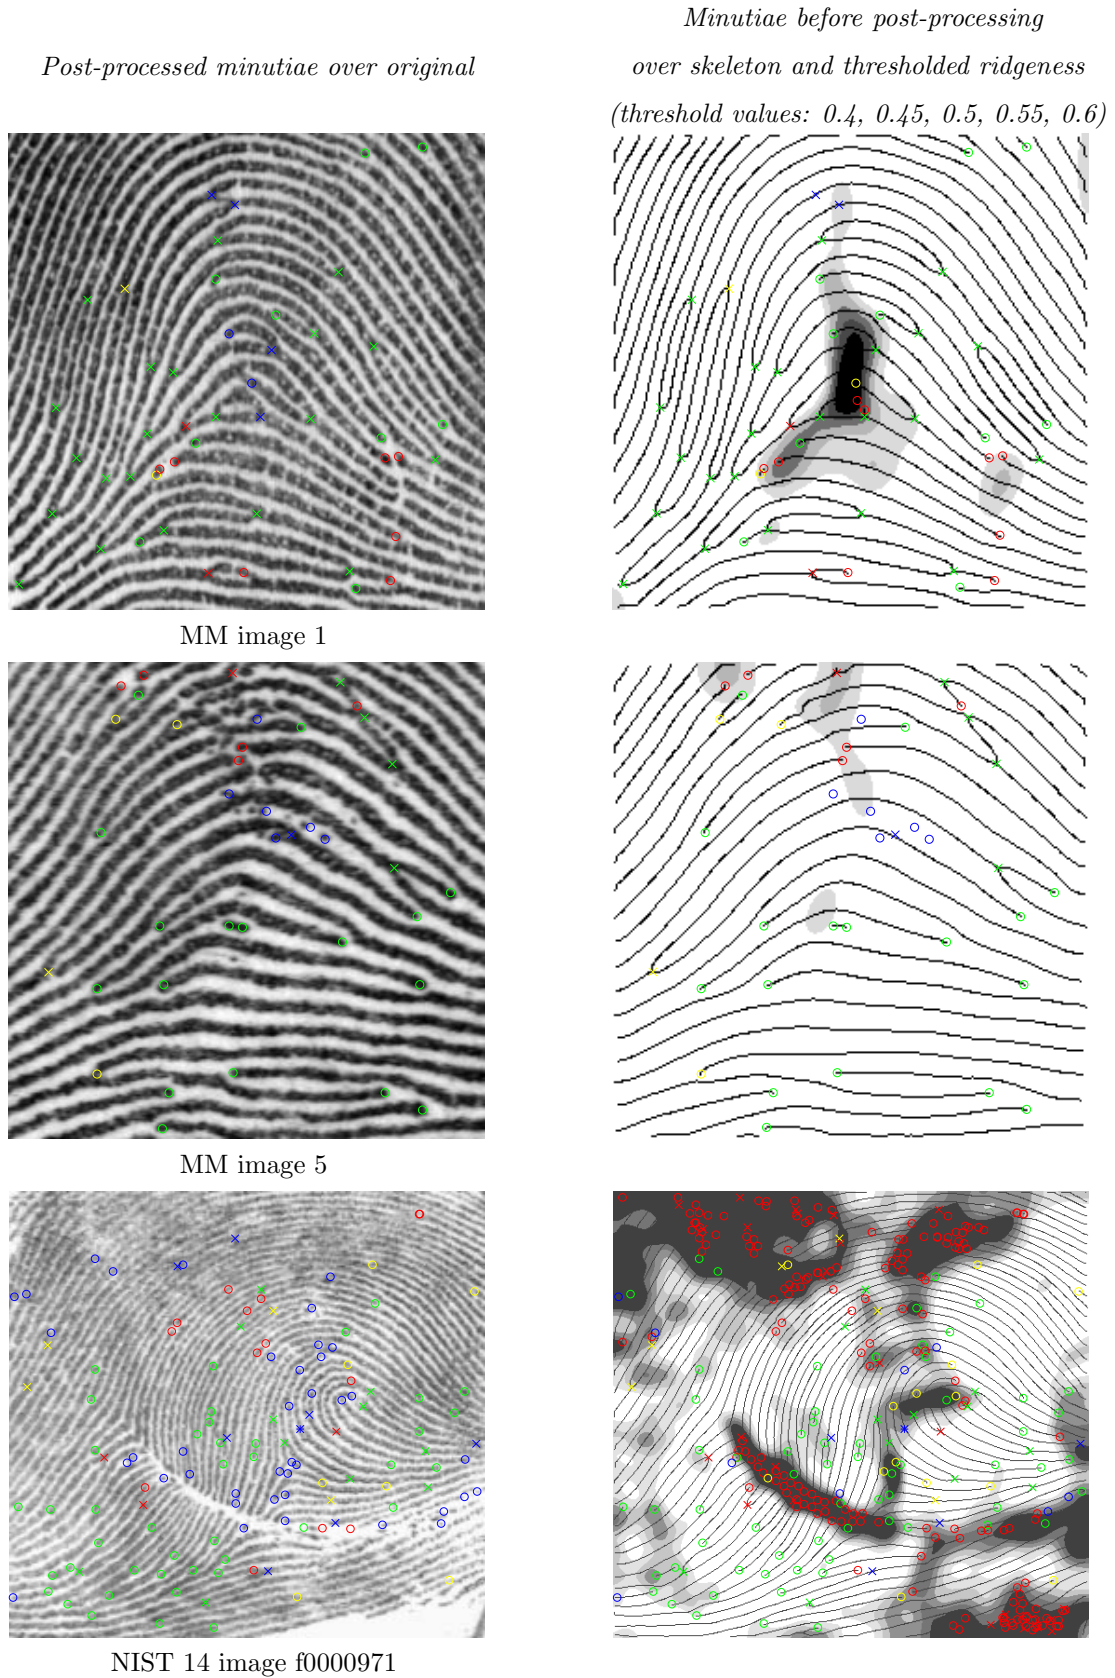 Post-processed minutiae over original
Minutiae before post-processing
over skeleton and thresholded ridgeness
(threshold values: 0.4, 0.45, 0.5, 0.55, 0.6)
MM image 1
MM image 5
NIST 14 image f0000971